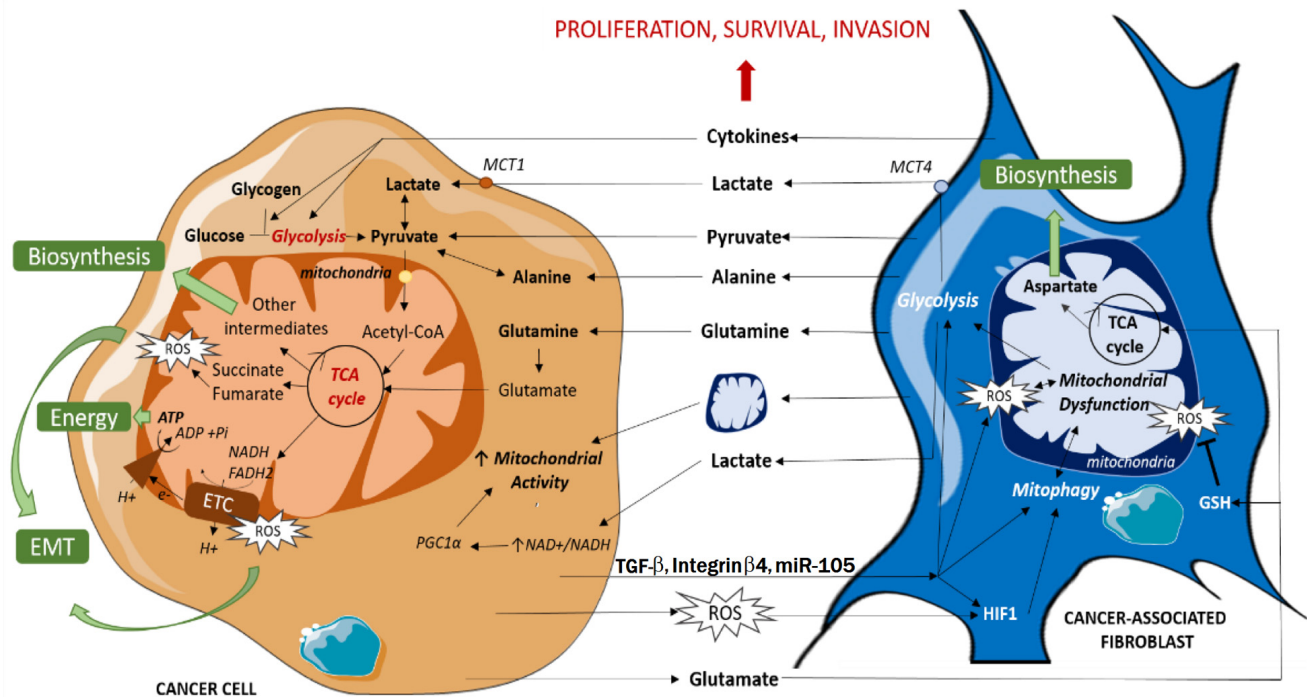 PROLIFERATION, SURVIVAL, INVASION
Cytokines
MCT1
Lactate
Lactate
MCT4
Biosynthesis
Glycogen
Glucose
Glycolysis
Pyruvate
Pyruvate
Biosynthesis
mitochondria
Alanine
Alanine
Glycolysis
Aspartate
Other
intermediates
Acetyl-CoA
Glutamine
Glutamine
TCA
cycle
ROS
Succinate
Fumarate
TCA
cycle
Glutamate
Mitochondrial
Dysfunction
ROS
ROS
Energy
ATP
ADP +Pi
NADH
FADH2
↑ Mitochondrial
Activity
Lactate
mitochondria
Mitophagy
H+
e-
ETC
ROS
H+
GSH
EMT
PGC1α
↑NAD+/NADH
TGF-β, Integrin β4, miR-105
ROS
HIF1
CANCER-ASSOCIATED
FIBROBLAST
CANCER CELL
Glutamate